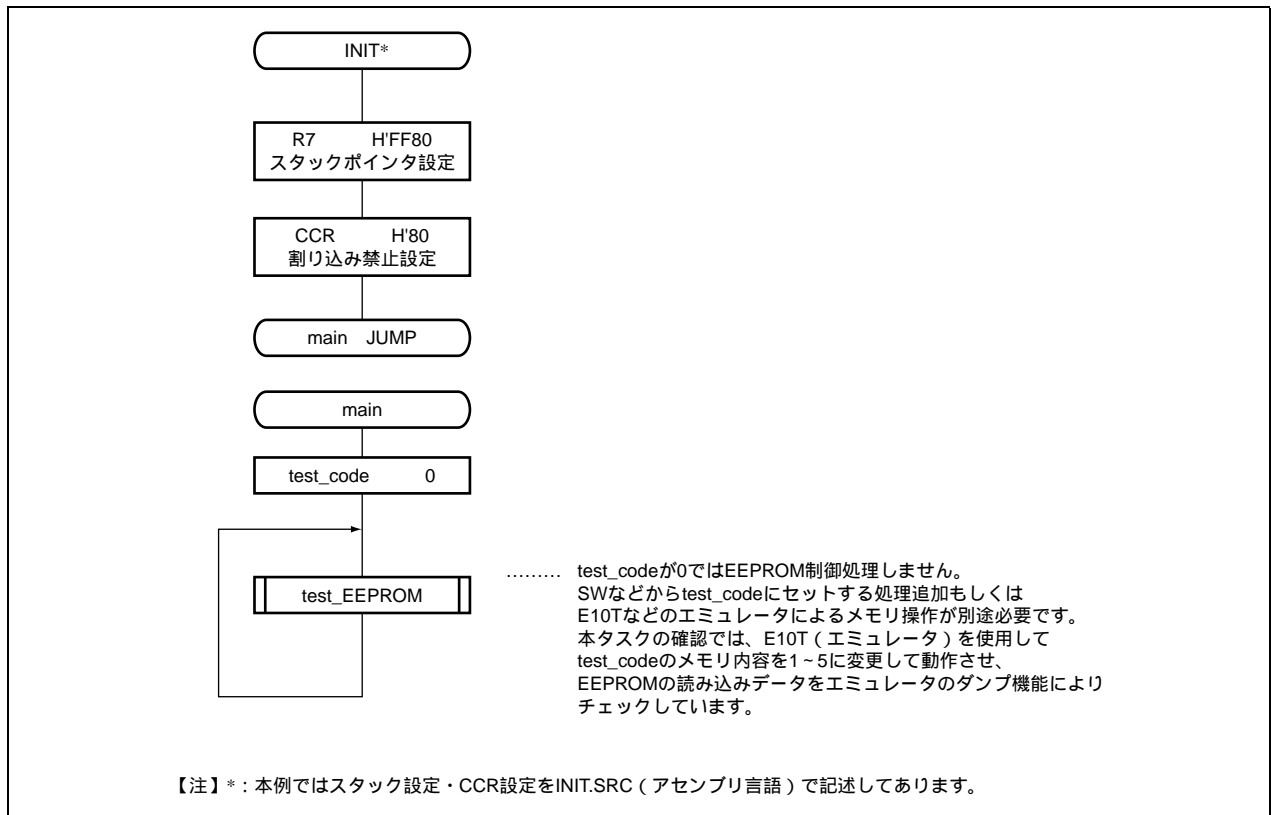 INIT*
R7 H'FF80
スタックポインタ設定
CCR H'80
割り込み禁止設定
main JUMP
main
test_code 0
test_EEPROM
……… test_codeが0ではEEPROM制御処理しません。
SWなどからtest_codeにセットする処理追加もしくは
E10Tなどのエミュレータによるメモリ操作が別途必要です。
本タスクの確認では、E10T（エミュレータ）を使用して
test_codeのメモリ内容を1~5に変更して動作させ、
EEPROMの読み込みデータをエミュレータのダンプ機能により
チェックしています。
【注】*：本例ではスタック設定・CCR設定をINIT.SRC（アセンブリ言語）で記述してあります。